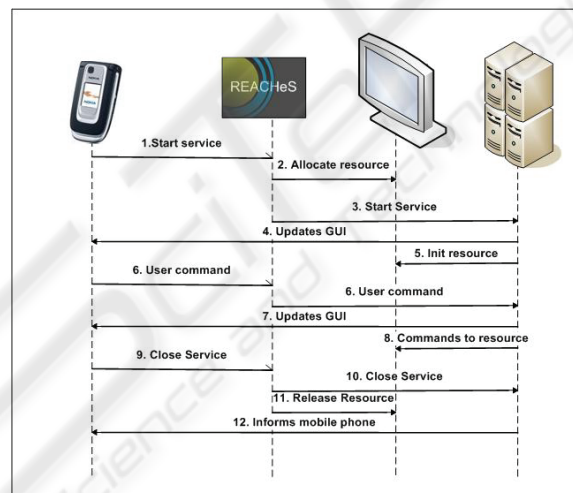 REACHeS
1.Start service
2. Allocate resource
3. Start Service
4. Updates GUI
5. Init resource
6. User command
6. User command
7. Updates GUI
8. Commands to resource
9. Close Service
10. Close Service
11. Release Resource
12. Informs mobile phone